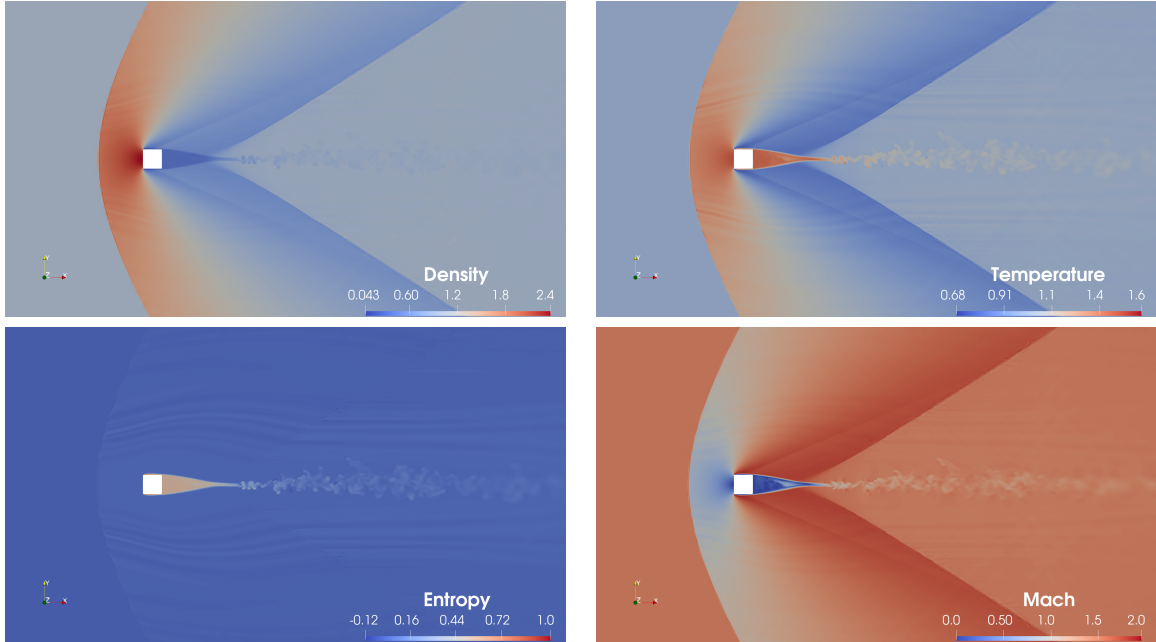 Density
0.043 0.60 1.2 1.8 2.4
Y
Z X
Temperature
0.68 0.91 1.1 1.4 1.6
Y
Z X
Entropy
-0.12 0.16 0.44 0.72 1.0
Y
Z X
Mach
0.0 0.50 1.0 1.5 2.0
Y
Z X